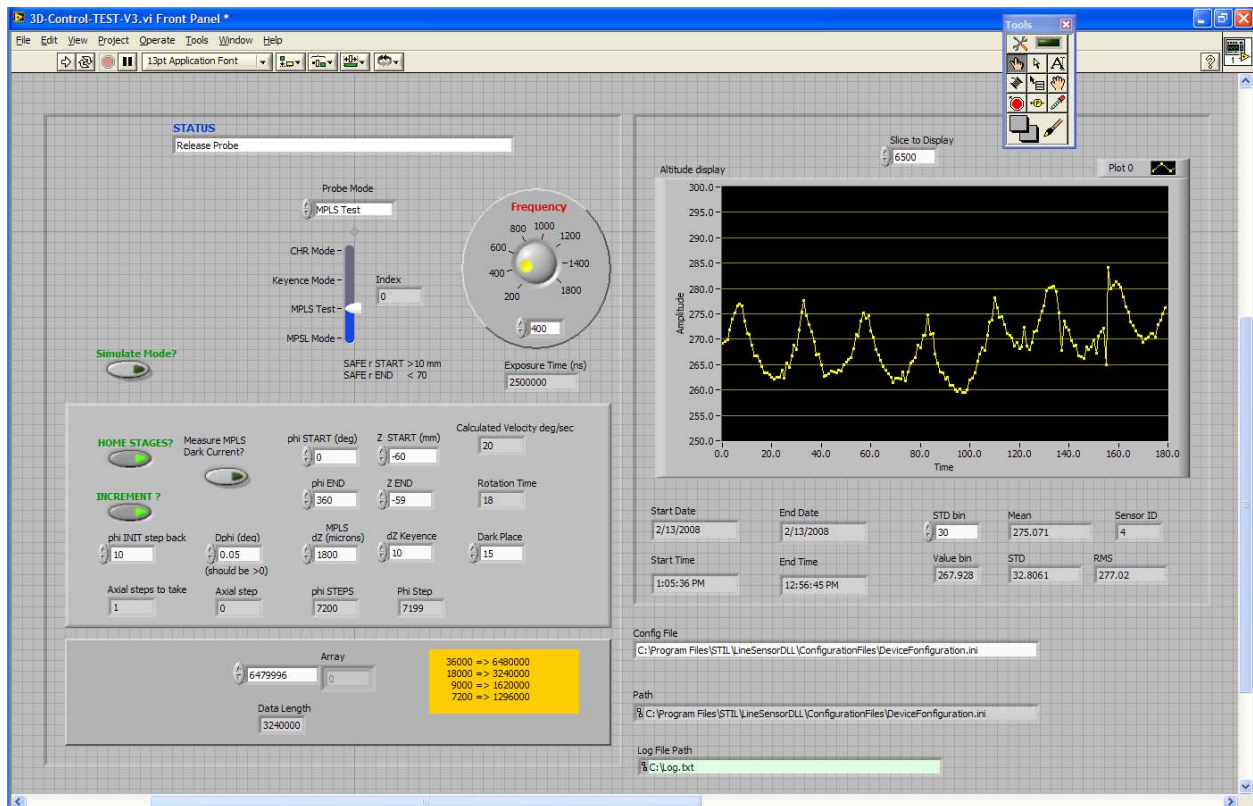 3D-Control-TEST-V3.vi Front Panel *
File Edit View Project Operate Tools Window Help
13pt Application Font
Tools
STATUS
Release Probe
Probe Mode
MPLS Test
CHR Mode
Keyence Mode
MPLS Test
MPSL Mode
Index
0
SAFE r START >10 mm
SAFE r END < 70
Simulate Mode?
Frequency
200 400 600 800 1000 1200 1400 1800
400
Exposure Time (ns)
2500000
HOME STAGES?
Measure MPLS
Dark Current?
INCREMENT ?
phi START (deg)
0
Z START (mm)
-60
Calculated Velocity deg/sec
20
phi END
360
Z END
-59
Rotation Time
18
phi INIT step back
10
Dphi (deg)
0.05
(should be >0)
MPLS
dZ (microns)
1800
dZ Keyence
10
Dark Place
15
Axial steps to take
1
Axial step
0
phi STEPS
7200
Phi Step
7199
Array
6479996
0
Data Length
3240000
36000 => 6480000
18000 => 3240000
9000 => 1620000
7200 => 1296000
Slice to Display
6500
Altitude display
Plot 0
Amplitude
300.0
295.0
290.0
285.0
280.0
275.0
270.0
265.0
260.0
255.0
250.0
0.0 20.0 40.0 60.0 80.0 100.0 120.0 140.0 160.0 180.0
Time
Start Date
2/13/2008
End Date
2/13/2008
STD bin
30
Mean
275.071
Sensor ID
4
Start Time
1:05:36 PM
End Time
12:56:45 PM
Value bin
267.928
STD
32.8061
RMS
277.02
Config File
C:\Program Files\STIL\LineSensorDLL\ConfigurationFiles\DeviceFonfiguration.ini
Path
C:\Program Files\STIL\LineSensorDLL\ConfigurationFiles\DeviceFonfiguration.ini
Log File Path
C:\Log.txt